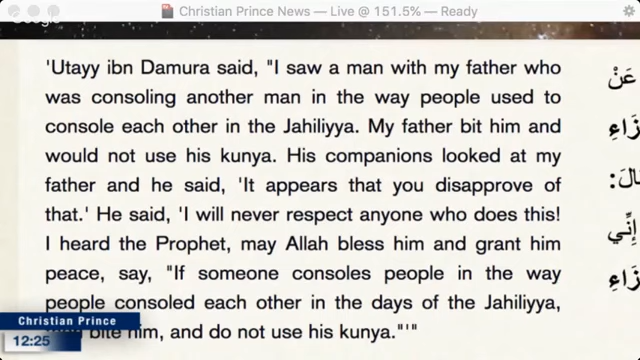 Christian Prince News — Live @ 151.5% — Ready
'Utayy ibn Damura said, "I saw a man with my father who
was consoling another man in the way people used to
console each other in the Jahiliyya. My father bit him and
would not use his kunya. His companions looked at my
father and he said, 'It appears that you disapprove of
that.' He said, 'I will never respect anyone who does this!
I heard the Prophet, may Allah bless him and grant him
peace, say, "If someone consoles people in the way
people consoled each other in the days of the Jahiliyya,
bite him, and do not use his kunya."'"
عَنْ
زَاءِ
قَالَ:
إِنِّي
زَاءِ
Christian Prince
12:25